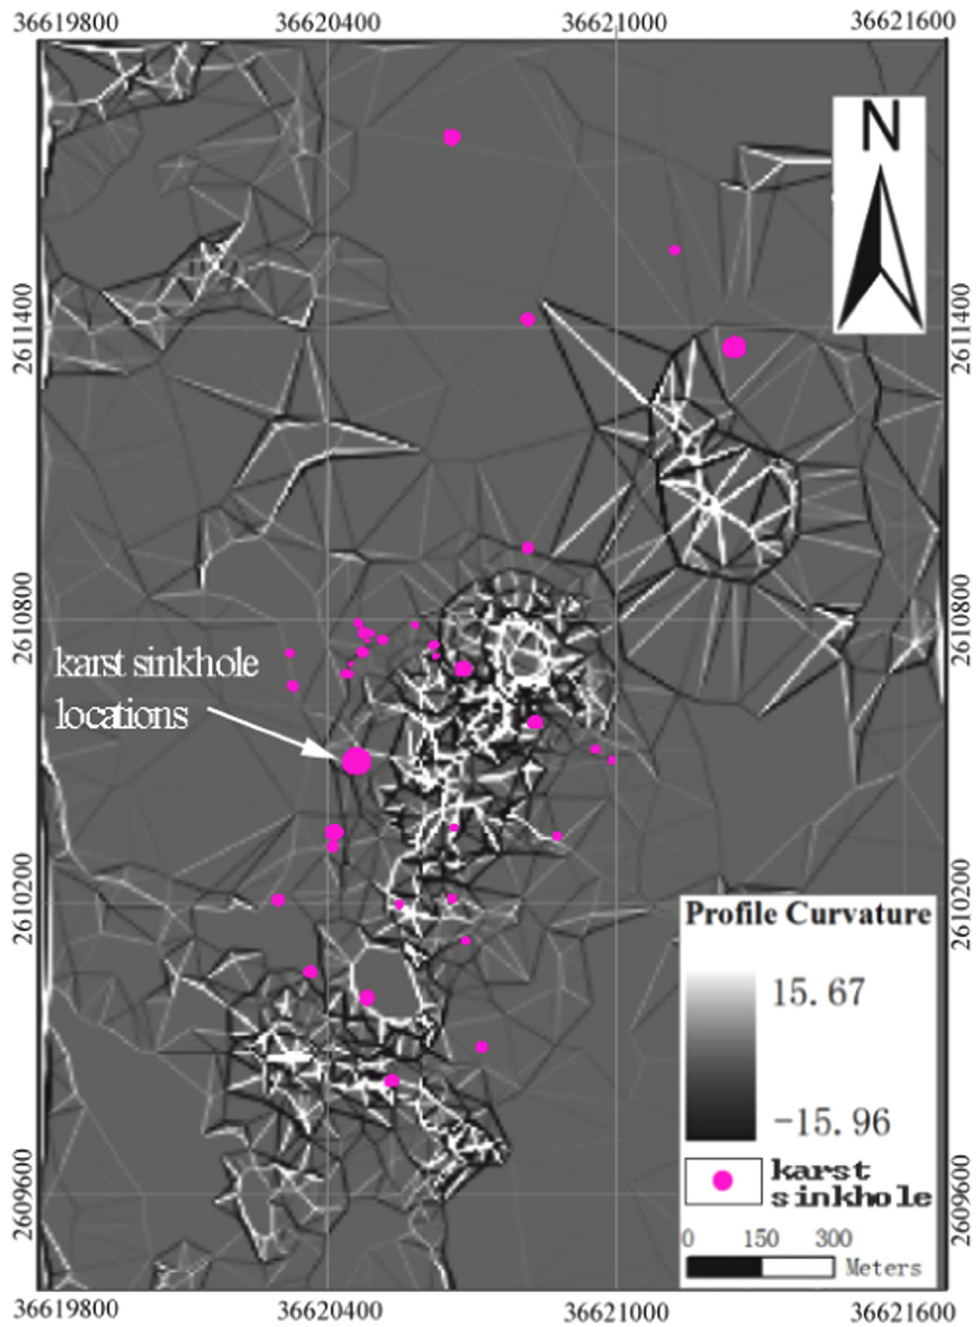 36619800 36620400 36621000 36621600
N
2611400 2611400
2610800 2610800
karst sinkhole
locations
2610200 2610200
Profile Curvature
15.67
-15.96
karst
sinkhole
2609600 2609600
0 150 300
Meters
36619800 36620400 36621000 36621600